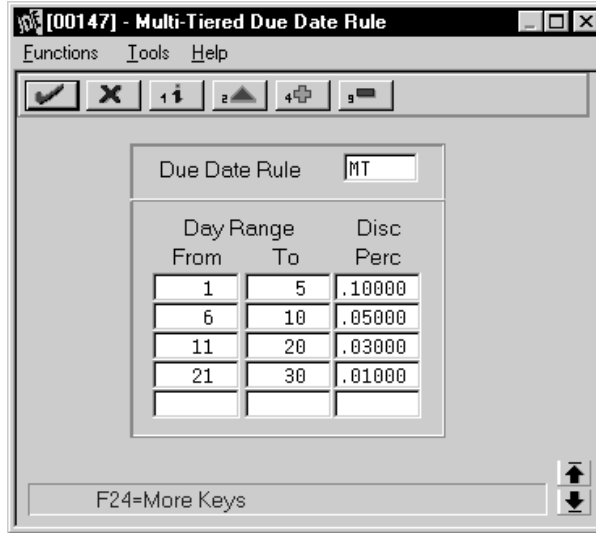 JDE [00147] - Multi-Tiered Due Date Rule
Functions Tools Help
1 i 2 4 9
Due Date Rule MT
Day Range Disc
From To Perc
1 5 .10000
6 10 .05000
11 20 .03000
21 30 .01000
F24=More Keys